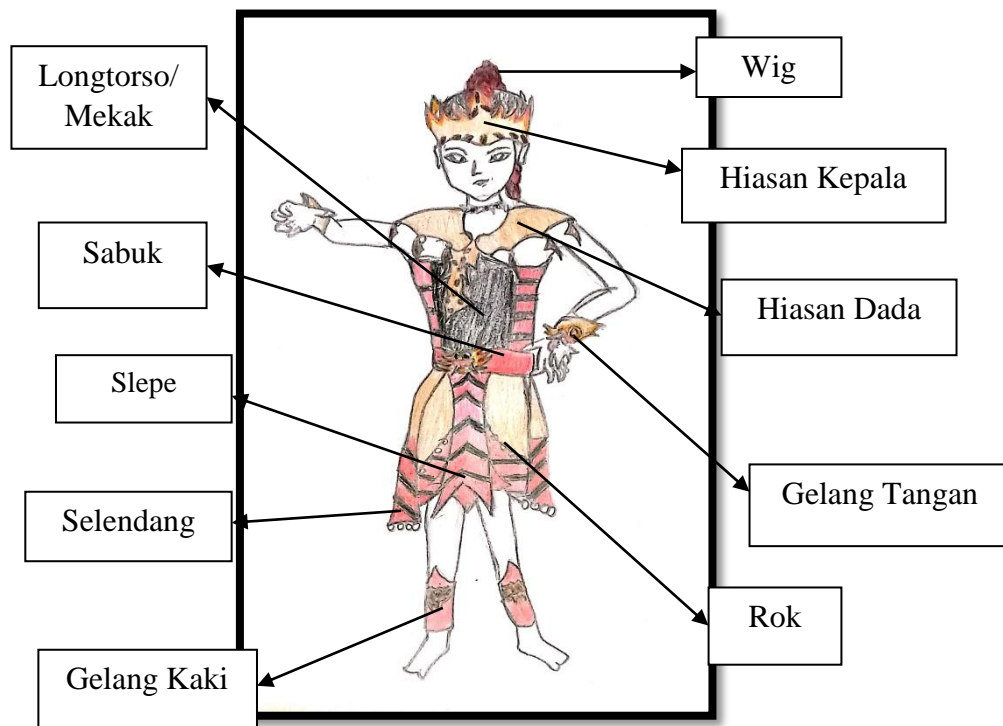 Longtorso/
Mekak
Sabuk
Slepe
Selendang
Gelang Kaki
Wig
Hiasan Kepala
Hiasan Dada
Gelang Tangan
Rok